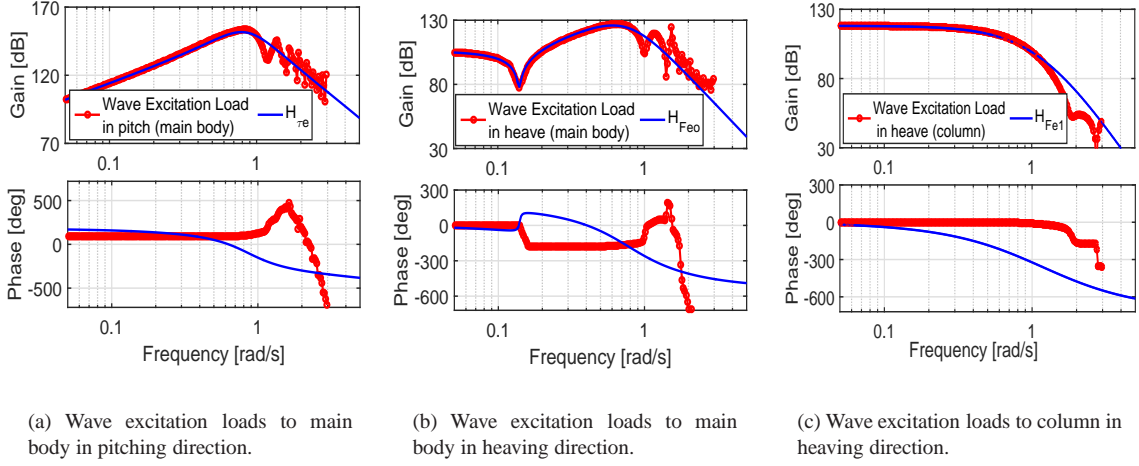 170
120
70
Gain [dB]
Wave Excitation Load
in pitch (main body)
H_τe
0.1
1
500
0
-500
Phase [deg]
0.1
1
Frequency [rad/s]
130
80
30
Gain [dB]
Wave Excitation Load
in heave (main body)
H_Feo
0.1
1
300
0
-300
-600
Phase [deg]
0.1
1
Frequency [rad/s]
130
80
30
Gain [dB]
Wave Excitation Load
in heave (column)
H_Fe1
0.1
1
300
0
-300
-600
Phase [deg]
0.1
1
Frequency [rad/s]
(a) Wave excitation loads to main
body in pitching direction.
(b) Wave excitation loads to main
body in heaving direction.
(c) Wave excitation loads to column in
heaving direction.